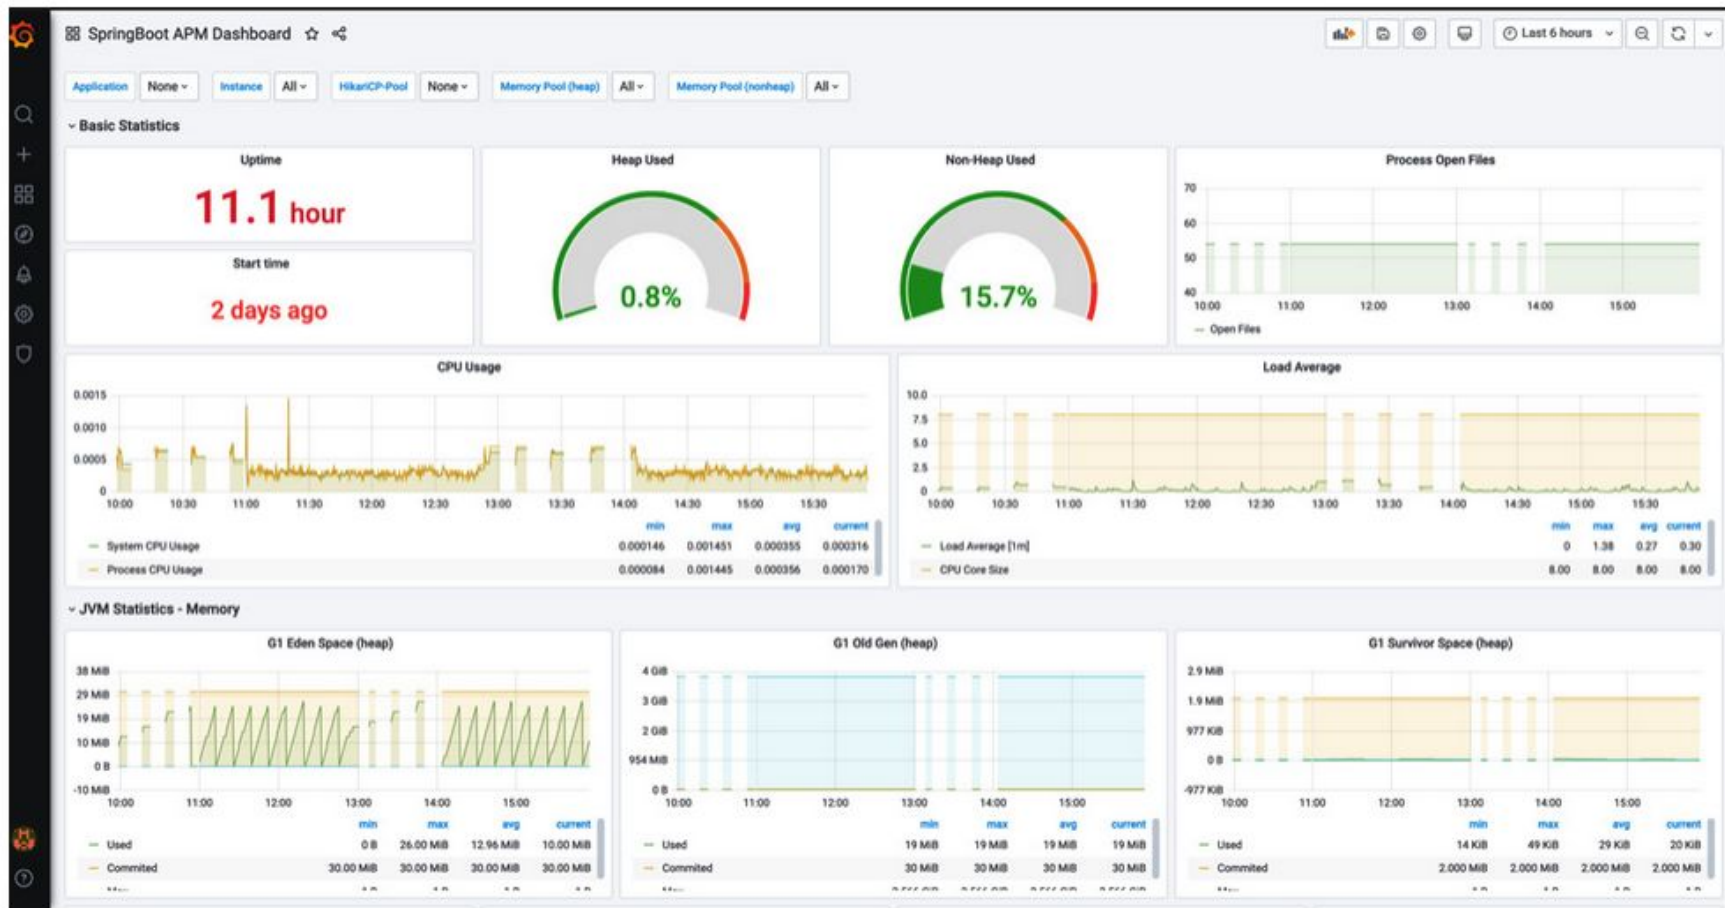 SpringBoot APM Dashboard
Last 6 hours
Application None Instance All HikariCP-Pool None Memory Pool (heap) All Memory Pool (nonheap) All
Basic Statistics
Uptime
11.1 hour
Start time
2 days ago
Heap Used
0.8%
Non-Heap Used
15.7%
Process Open Files
70
60
50
40
10:00 11:00 12:00 13:00 14:00 15:00
Open Files
CPU Usage
0.0015
0.0010
0.0005
0
10:00 10:30 11:00 11:30 12:00 12:30 13:00 13:30 14:00 14:30 15:00 15:30
min max avg current
System CPU Usage 0.000146 0.001451 0.000355 0.000316
Process CPU Usage 0.000084 0.001445 0.000356 0.000170
Load Average
10.0
7.5
5.0
2.5
0
10:00 10:30 11:00 11:30 12:00 12:30 13:00 13:30 14:00 14:30 15:00 15:30
min max avg current
Load Average [1m] 0 1.38 0.27 0.30
CPU Core Size 8.00 8.00 8.00 8.00
JVM Statistics - Memory
G1 Eden Space (heap)
38 MiB
29 MiB
19 MiB
10 MiB
0 B
-10 MiB
10:00 11:00 12:00 13:00 14:00 15:00
min max avg current
Used 0 B 26.00 MiB 12.96 MiB 10.00 MiB
Commited 30.00 MiB 30.00 MiB 30.00 MiB 30.00 MiB
G1 Old Gen (heap)
4 GiB
3 GiB
2 GiB
954 MiB
0 B
10:00 11:00 12:00 13:00 14:00 15:00
min max avg current
Used 19 MiB 19 MiB 19 MiB 19 MiB
Commited 30 MiB 30 MiB 30 MiB 30 MiB
G1 Survivor Space (heap)
2.9 MiB
1.9 MiB
977 KiB
0 B
-977 KiB
10:00 11:00 12:00 13:00 14:00 15:00
min max avg current
Used 14 KiB 49 KiB 29 KiB 20 KiB
Commited 2.000 MiB 2.000 MiB 2.000 MiB 2.000 MiB